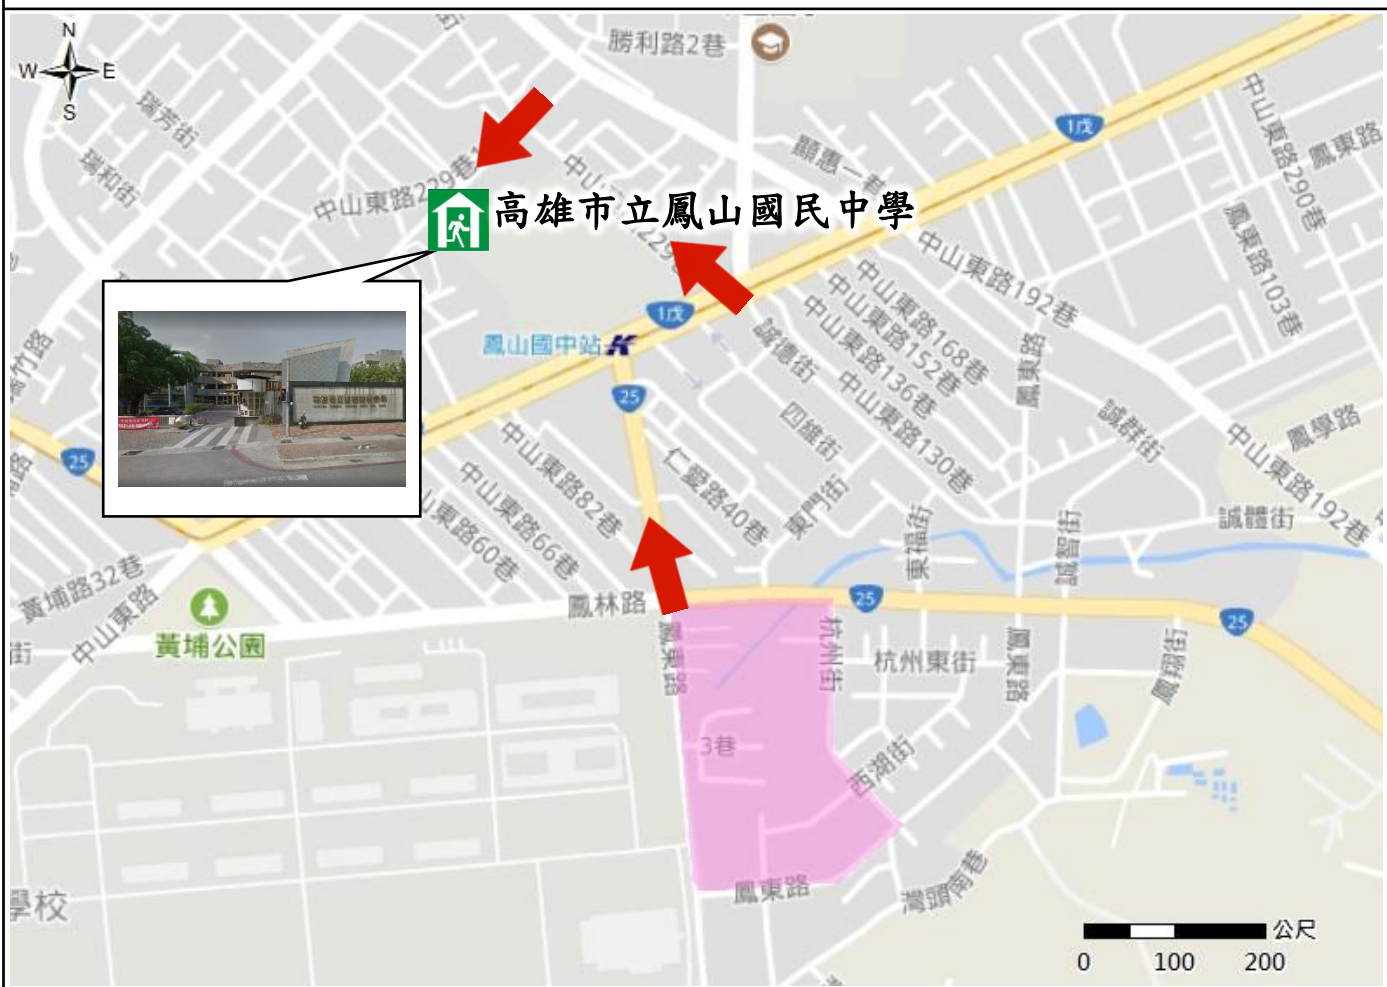 N
W
E
S
勝利路2巷
瑞芳街
瑞和街
中山東路229巷1
高雄市立鳳山國民中學
顯惠一巷
1戊
中山東路290巷
鳳東路
鳳東路103巷
中山東路192巷
中山東路168巷
中山東路152巷
中山東路136巷
中山東路130巷
1戊
鳳山國中站
誠德街
四維街
東門街
鳳東路
誠群街
鳳學路
中山東路192巷
誠體街
25
25
中山東路82巷
中山東路66巷
山東路60巷
仁愛路40巷
東福街
誠智街
黃埔路32巷
中山東路
街
黃埔公園
鳳林路
25
25
鳳東路
杭州街
杭州東街
鳳東路
鳳翔街
3巷
西湖街
鳳東路
灣頭南巷
學校
公尺
0 100 200